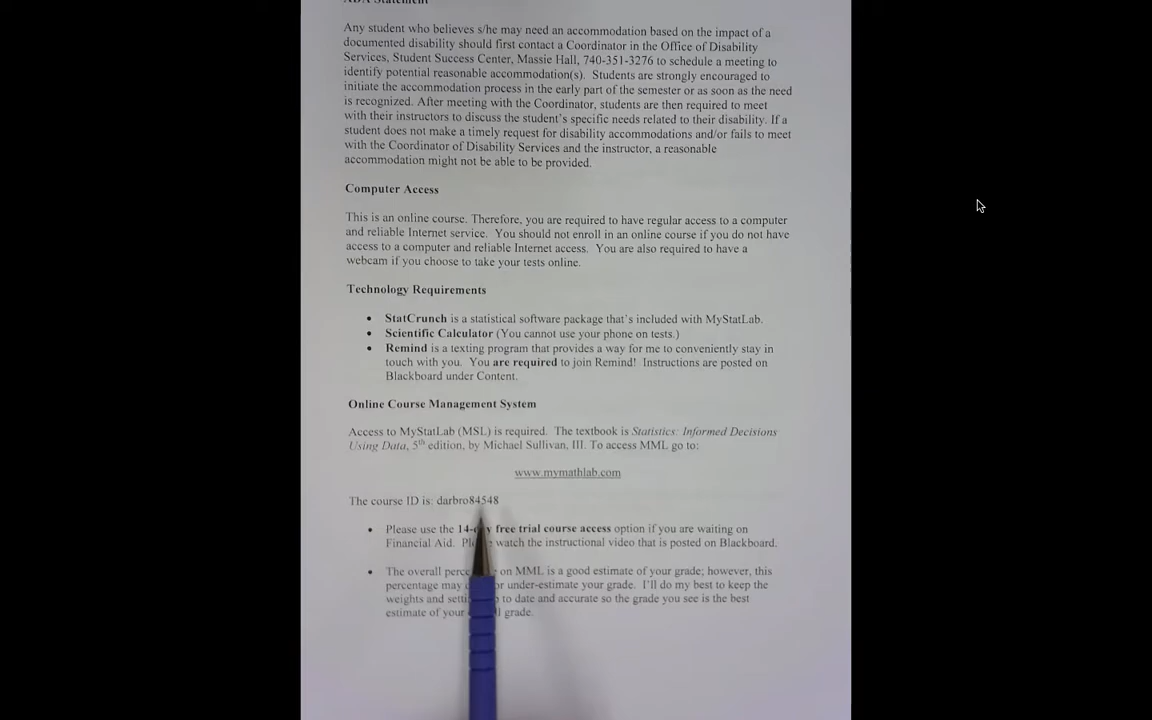 ADA Statement
Any student who believes s/he may need an accommodation based on the impact of a
documented disability should first contact a Coordinator in the Office of Disability
Services, Student Success Center, Massie Hall, 740-351-3276 to schedule a meeting to
identify potential reasonable accommodation(s). Students are strongly encouraged to
initiate the accommodation process in the early part of the semester or as soon as the need
is recognized. After meeting with the Coordinator, students are then required to meet
with their instructors to discuss the student's specific needs related to their disability. If a
student does not make a timely request for disability accommodations and/or fails to meet
with the Coordinator of Disability Services and the instructor, a reasonable
accommodation might not be able to be provided.
Computer Access
This is an online course. Therefore, you are required to have regular access to a computer
and reliable Internet service. You should not enroll in an online course if you do not have
access to a computer and reliable Internet access. You are also required to have a
webcam if you choose to take your tests online.
Technology Requirements
• StatCrunch is a statistical software package that's included with MyStatLab.
• Scientific Calculator (You cannot use your phone on tests.)
• Remind is a texting program that provides a way for me to conveniently stay in
touch with you. You are required to join Remind! Instructions are posted on
Blackboard under Content.
Online Course Management System
Access to MyStatLab (MSL) is required. The textbook is Statistics: Informed Decisions
Using Data, 5th edition, by Michael Sullivan, III. To access MML go to:
www.mymathlab.com
The course ID is: darbro84548
• Please use the 14-day free trial course access option if you are waiting on
Financial Aid. watch the instructional video that is posted on Blackboard.
• The overall on MML is a good estimate of your grade; however, this
percentage may under-estimate your grade. I'll do my best to keep the
weights and to date and accurate so the grade you see is the best
estimate of your grade.